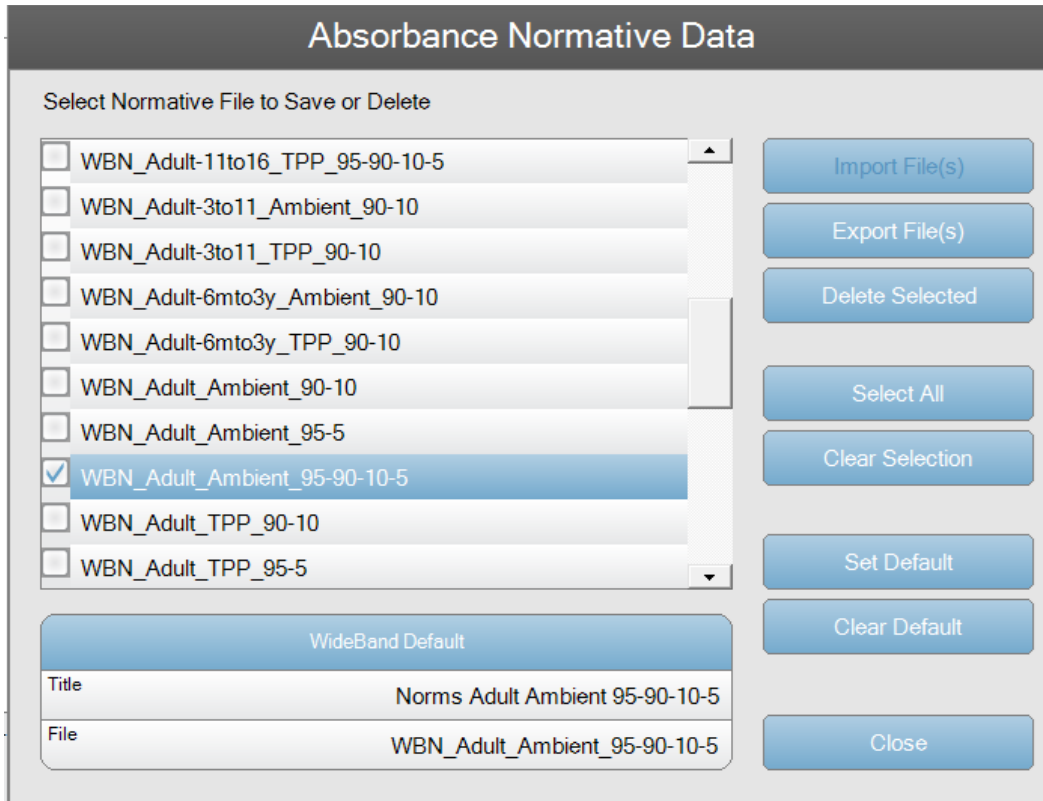 Absorbance Normative Data
Select Normative File to Save or Delete
WBN_Adult-11to16_TPP_95-90-10-5
WBN_Adult-3to11_Ambient_90-10
WBN_Adult-3to11_TPP_90-10
WBN_Adult-6mto3y_Ambient_90-10
WBN_Adult-6mto3y_TPP_90-10
WBN_Adult_Ambient_90-10
WBN_Adult_Ambient_95-5
WBN_Adult_Ambient_95-90-10-5
WBN_Adult_TPP_90-10
WBN_Adult_TPP_95-5
Import File(s)
Export File(s)
Delete Selected
Select All
Clear Selection
Set Default
Clear Default
Close
WideBand Default
Title Norms Adult Ambient 95-90-10-5
File WBN_Adult_Ambient_95-90-10-5